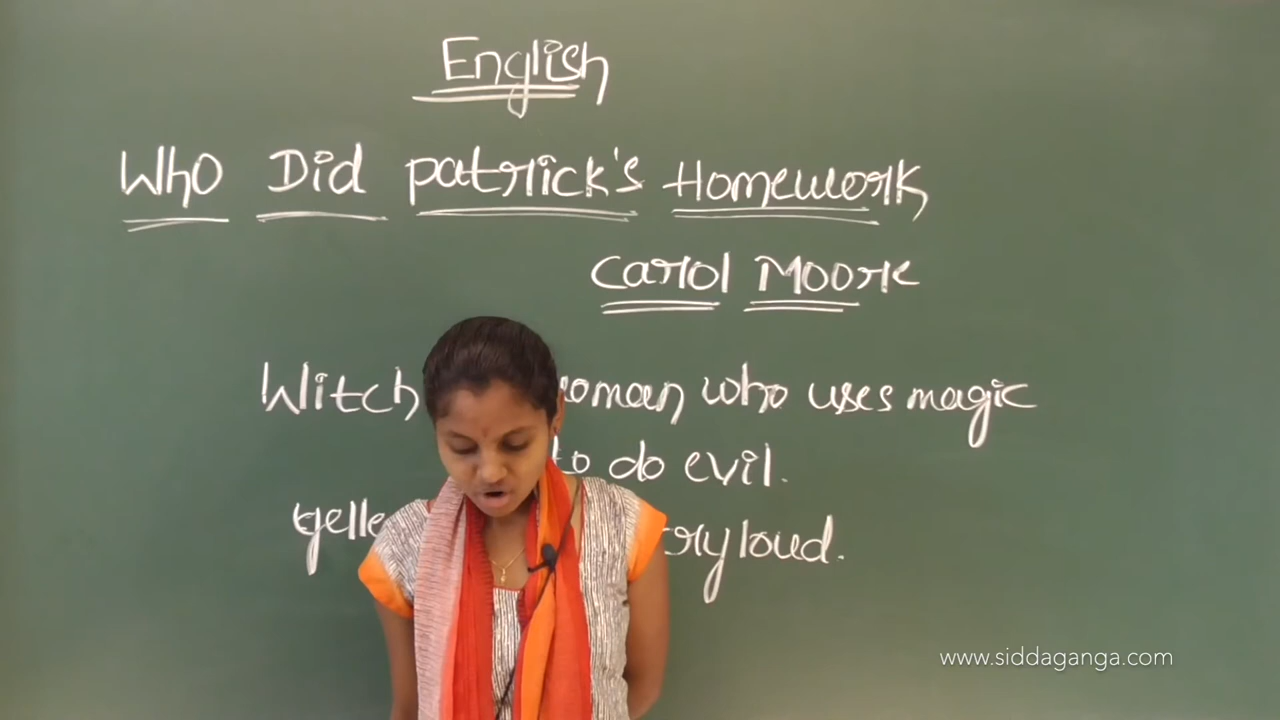 English
Who Did patrick's Homework
Carol Moore
Witch woman who uses magic
to do evil.
yelle ry loud.
www.siddaganga.com